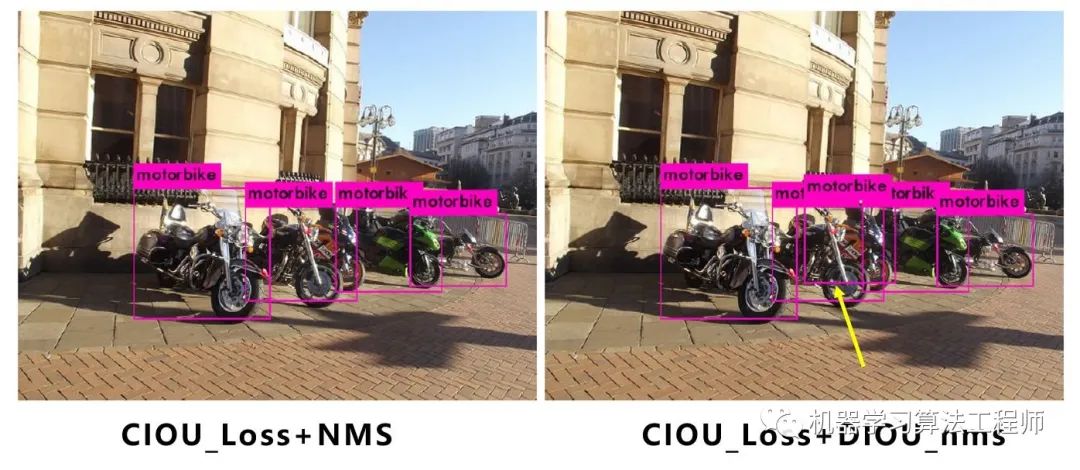 motorbike
motorbike
motorbik
motorbike
motorbike
mot
motorbike
torbik
motorbike
CIOU_Loss+NMS
CIOU_Loss+DIOU_nms
机器学习算法工程师